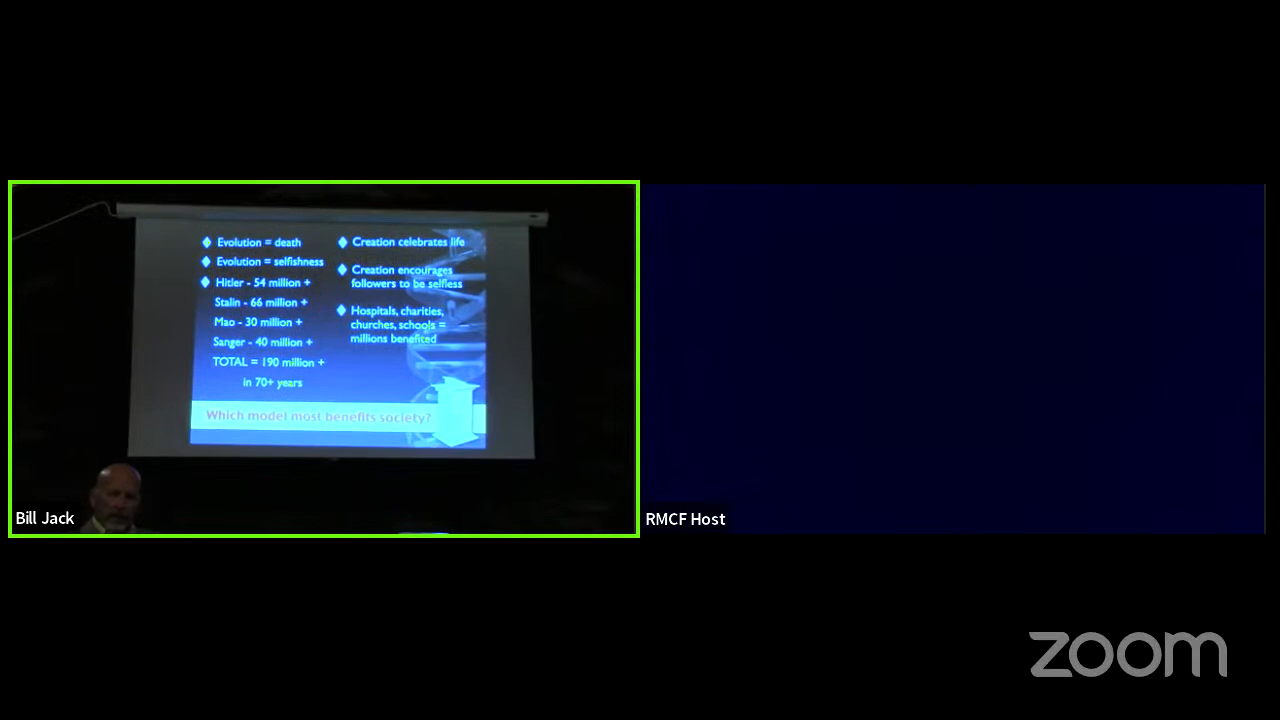 Evolution = death
Evolution = selfishness
Hitler - 54 million +
Stalin - 66 million +
Mao - 30 million +
Sanger - 40 million +
TOTAL = 190 million +
in 70+ years
Creation celebrates life
Creation encourages
followers to be selfless
Hospitals, charities,
churches, schools =
millions benefited
Which model most benefits society?
Bill Jack
RMCF Host
zoom